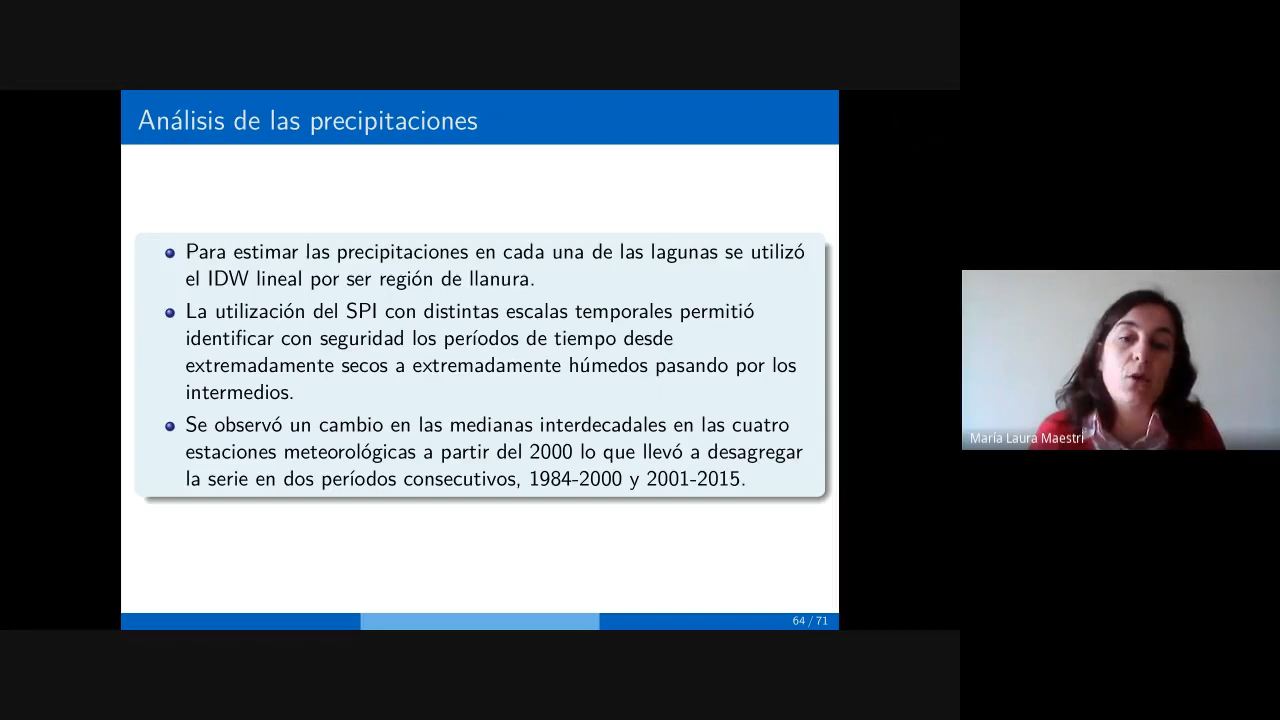 Análisis de las precipitaciones
Para estimar las precipitaciones en cada una de las lagunas se utilizó
el IDW lineal por ser región de llanura.
La utilización del SPI con distintas escalas temporales permitió
identificar con seguridad los períodos de tiempo desde
extremadamente secos a extremadamente húmedos pasando por los
intermedios.
Se observó un cambio en las medianas interdecadales en las cuatro
estaciones meteorológicas a partir del 2000 lo que llevó a desagregar
la serie en dos períodos consecutivos, 1984-2000 y 2001-2015.
64 / 71
María Laura Maestri